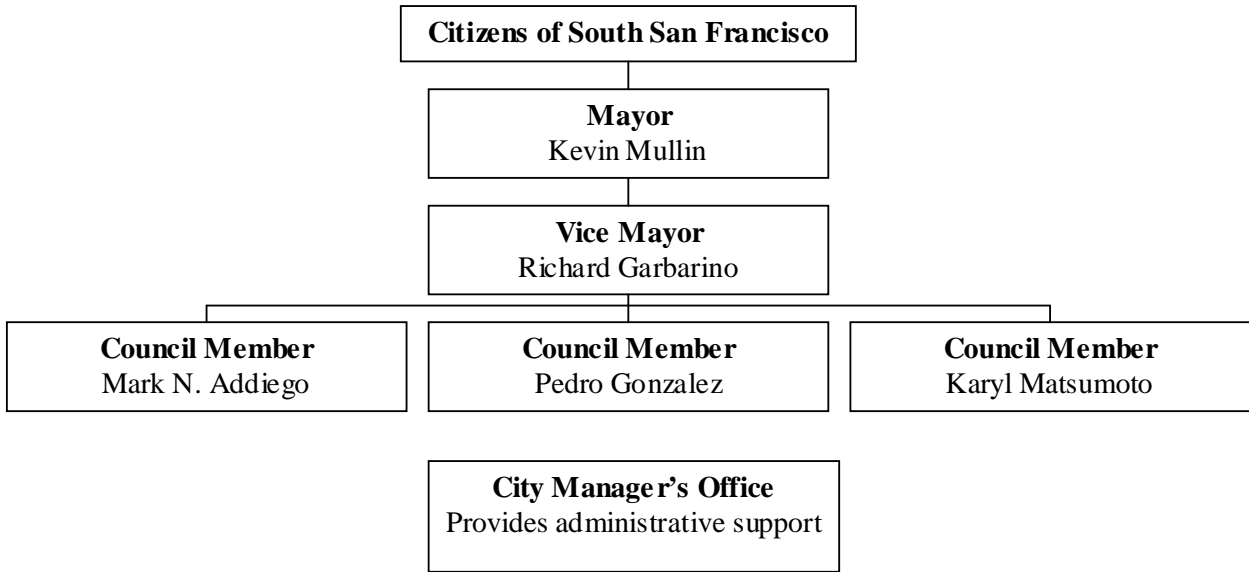 Citizens of South San Francisco
Mayor
Kevin Mullin
Vice Mayor
Richard Garbarino
Council Member
Mark N. Addiego
Council Member
Pedro Gonzalez
Council Member
Karyl Matsumoto
City Manager's Office
Provides administrative support